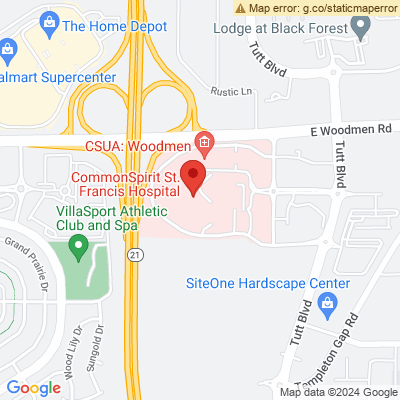 Map error: g.co/staticmaperror
The Home Depot
Lodge at Black Forest
Tutt Blvd
almart Supercenter
Rustic Ln
E Woodmen Rd
CSUA: Woodmen
CommonSpirit St.
Francis Hospital
Tutt Blvd
VillaSport Athletic
Club and Spa
Grand Prairie Dr
21
SiteOne Hardscape Center
Tutt Blvd
Templeton Gap Rd
Wood Lily Dr
Sungold Dr
Google
Map data ©2024 Google